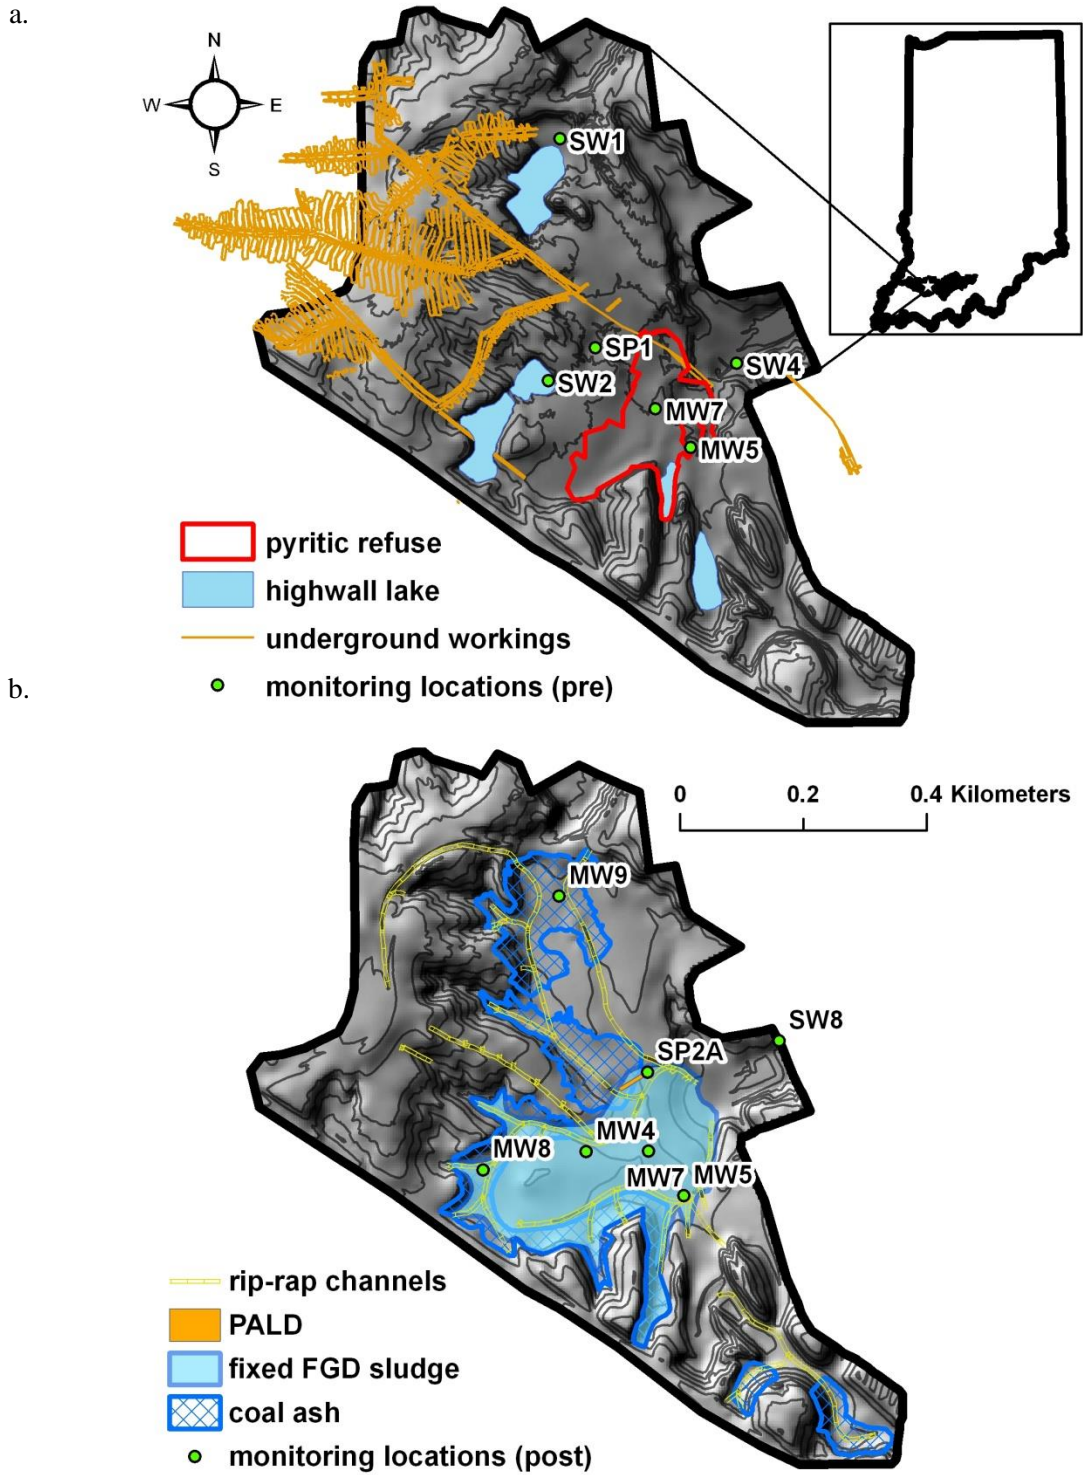 a.
N
W E
S
SW1
SP1
SW2
SW4
MW7
MW5
pyritic refuse
highwall lake
underground workings
monitoring locations (pre)
b.
0 0.2 0.4 Kilometers
MW9
SW8
SP2A
MW4
MW8
MW7
MW5
rip-rap channels
PALD
fixed FGD sludge
coal ash
monitoring locations (post)